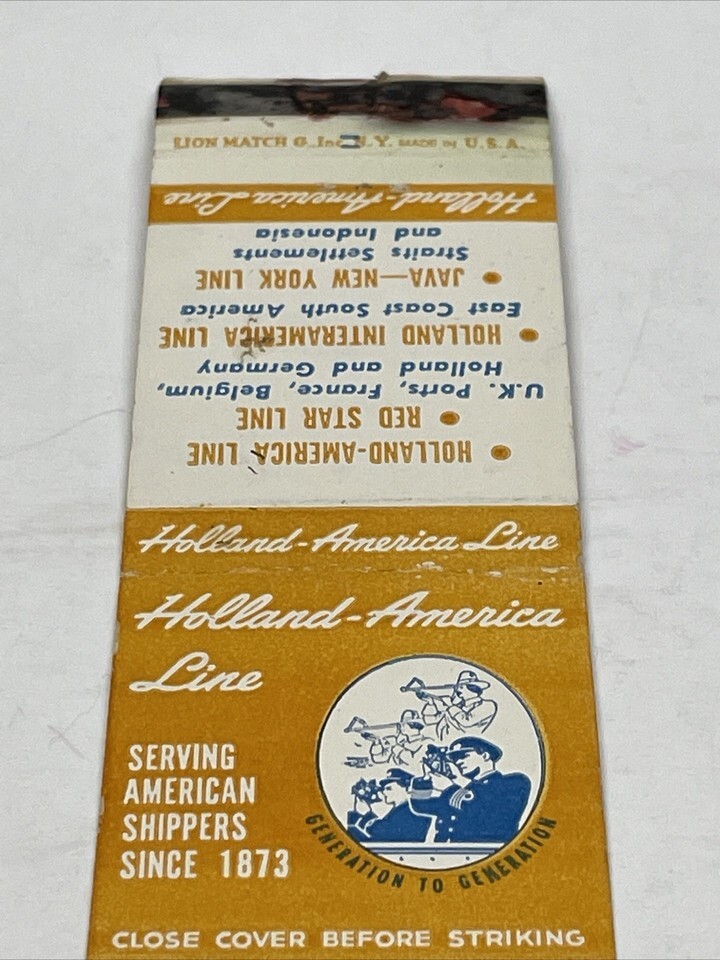 LION MATCH C., Inc. N.Y. MADE IN U.S.A.
Holland-America Line
• HOLLAND-AMERICA LINE
• RED STAR LINE
U.K. Ports, France, Belgium,
Holland and Germany
• HOLLAND INTERAMERICA LINE
East Coast South America
• JAVA—NEW YORK LINE
Straits Settlements
and Indonesia
Holland-America Line
Holland-America
Line
SERVING
AMERICAN
SHIPPERS
SINCE 1873
GENERATION TO GENERATION
CLOSE COVER BEFORE STRIKING